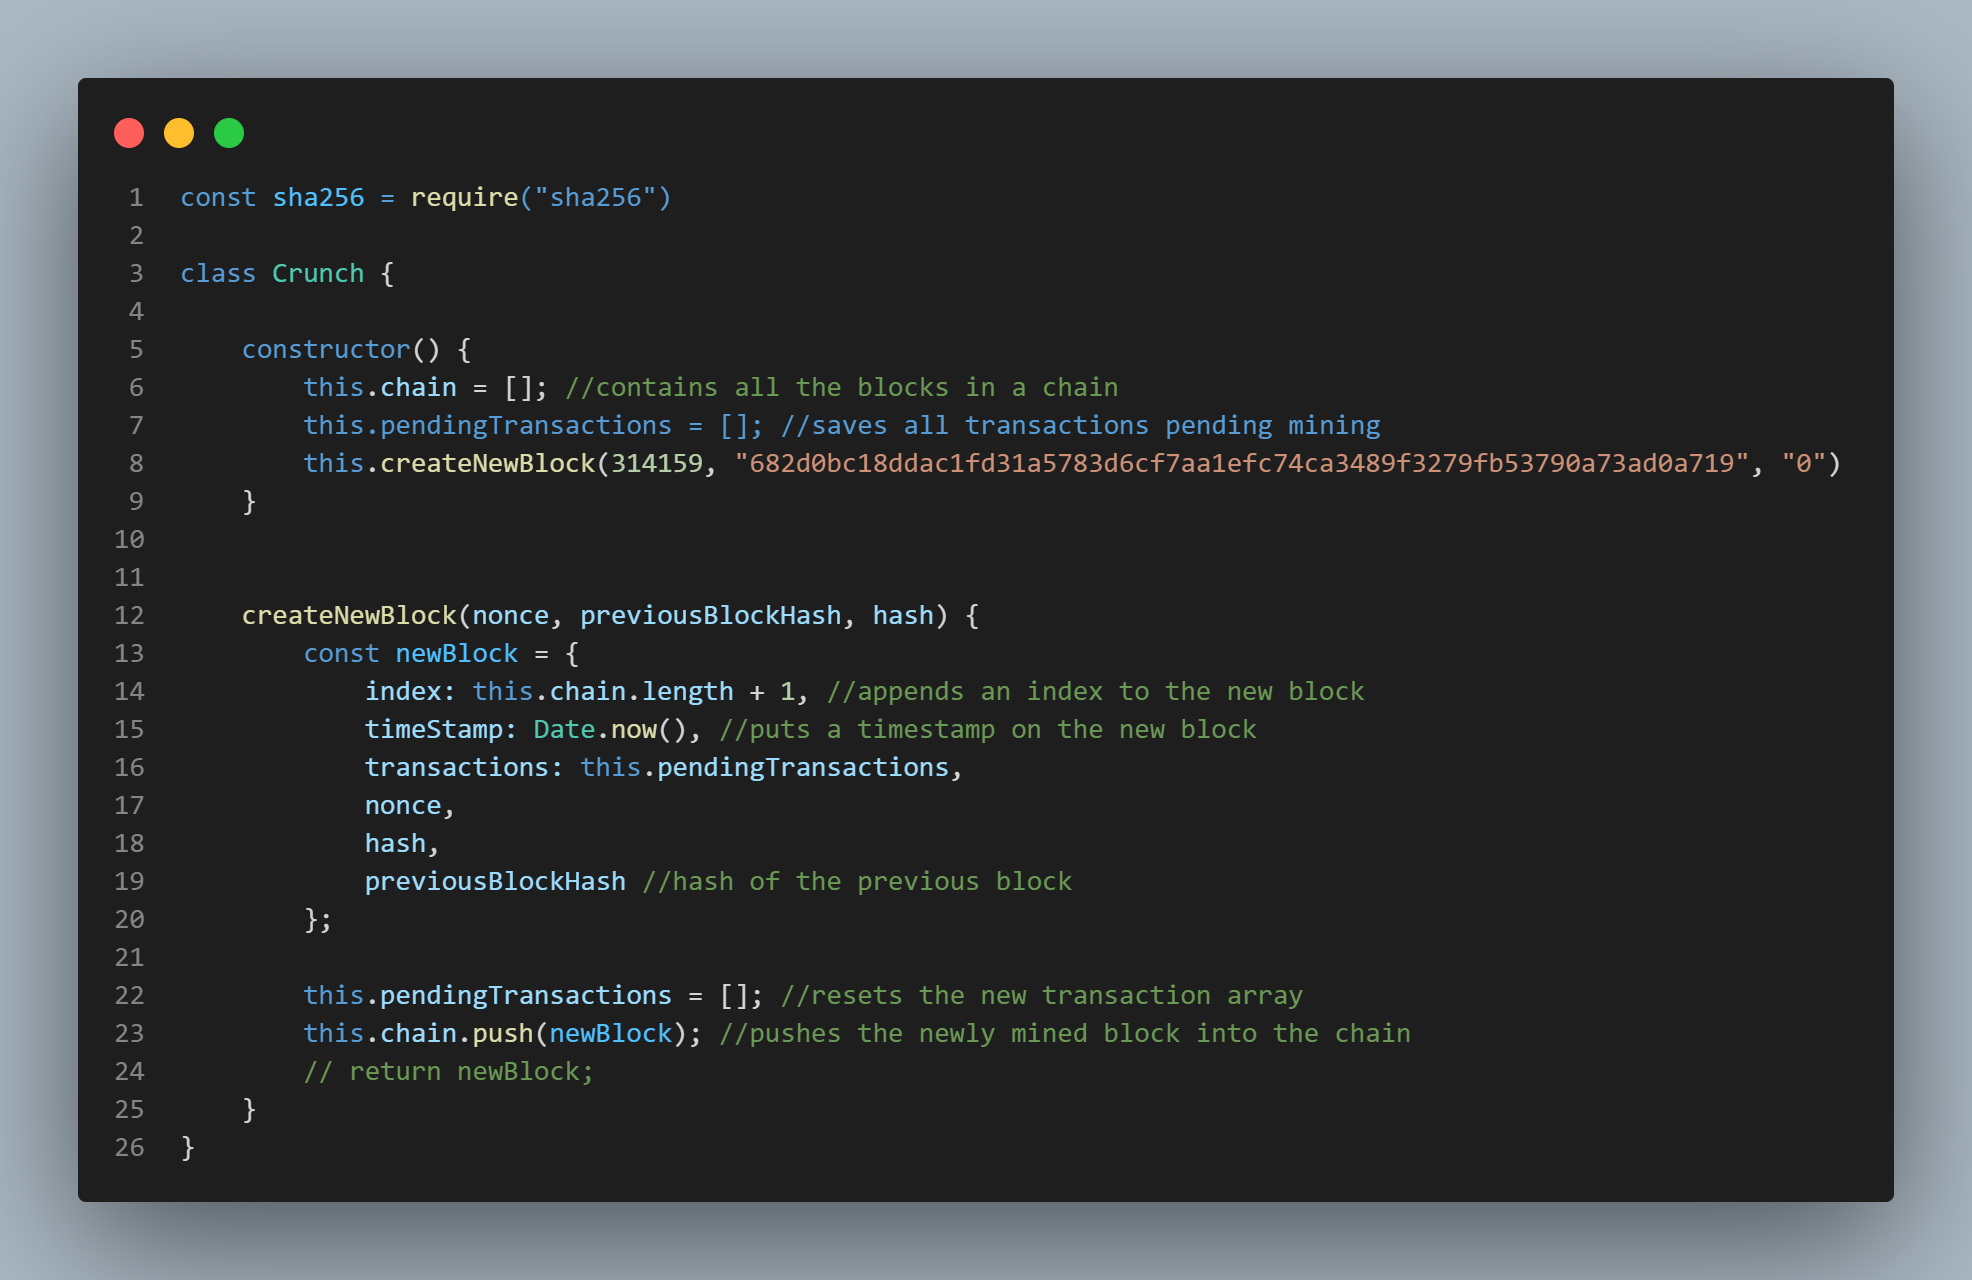 1 const sha256 = require("sha256")
2
3 class Crunch {
4
5     constructor() {
6         this.chain = []; //contains all the blocks in a chain
7         this.pendingTransactions = []; //saves all transactions pending mining
8         this.createNewBlock(314159, "682d0bc18ddac1fd31a5783d6cf7aa1efc74ca3489f3279fb53790a73ad0a719", "0")
9     }
10
11
12     createNewBlock(nonce, previousBlockHash, hash) {
13         const newBlock = {
14             index: this.chain.length + 1, //appends an index to the new block
15             timeStamp: Date.now(), //puts a timestamp on the new block
16             transactions: this.pendingTransactions,
17             nonce,
18             hash,
19             previousBlockHash //hash of the previous block
20         };
21
22         this.pendingTransactions = []; //resets the new transaction array
23         this.chain.push(newBlock); //pushes the newly mined block into the chain
24         // return newBlock;
25     }
26 }